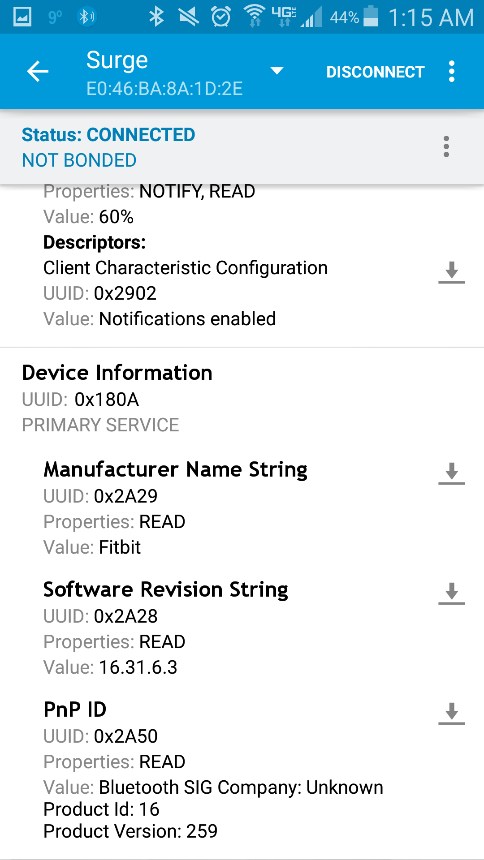 9° 4G 44% 1:15 AM
Surge DISCONNECT
E0:46:BA:8A:1D:2E
Status: CONNECTED
NOT BONDED
Properties: NOTIFY, READ
Value: 60%
Descriptors:
Client Characteristic Configuration
UUID: 0x2902
Value: Notifications enabled
Device Information
UUID: 0x180A
PRIMARY SERVICE
Manufacturer Name String
UUID: 0x2A29
Properties: READ
Value: Fitbit
Software Revision String
UUID: 0x2A28
Properties: READ
Value: 16.31.6.3
PnP ID
UUID: 0x2A50
Properties: READ
Value: Bluetooth SIG Company: Unknown
Product Id: 16
Product Version: 259